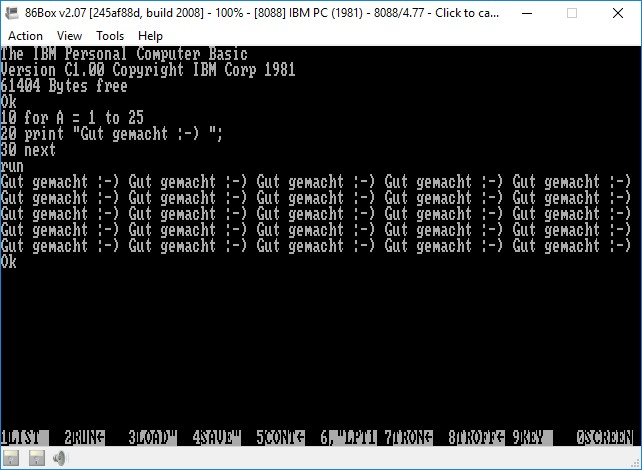 86Box v2.07 [245af88d, build 2008] - 100% - [8088] IBM PC (1981) - 8088/4.77 - Click to ca...
Action View Tools Help
The IBM Personal Computer Basic
Version C1.00 Copyright IBM Corp 1981
61404 Bytes free
Ok
10 for A = 1 to 25
20 print "Gut gemacht :-) ";
30 next
run
Gut gemacht :-) Gut gemacht :-) Gut gemacht :-) Gut gemacht :-) Gut gemacht :-)
Gut gemacht :-) Gut gemacht :-) Gut gemacht :-) Gut gemacht :-) Gut gemacht :-)
Gut gemacht :-) Gut gemacht :-) Gut gemacht :-) Gut gemacht :-) Gut gemacht :-)
Gut gemacht :-) Gut gemacht :-) Gut gemacht :-) Gut gemacht :-) Gut gemacht :-)
Gut gemacht :-) Gut gemacht :-) Gut gemacht :-) Gut gemacht :-) Gut gemacht :-)
Ok
1LIST 2RUN← 3LOAD" 4SAVE" 5CONT← 6,"LPT1 7TRON← 8TROFF← 9KEY 0SCREEN